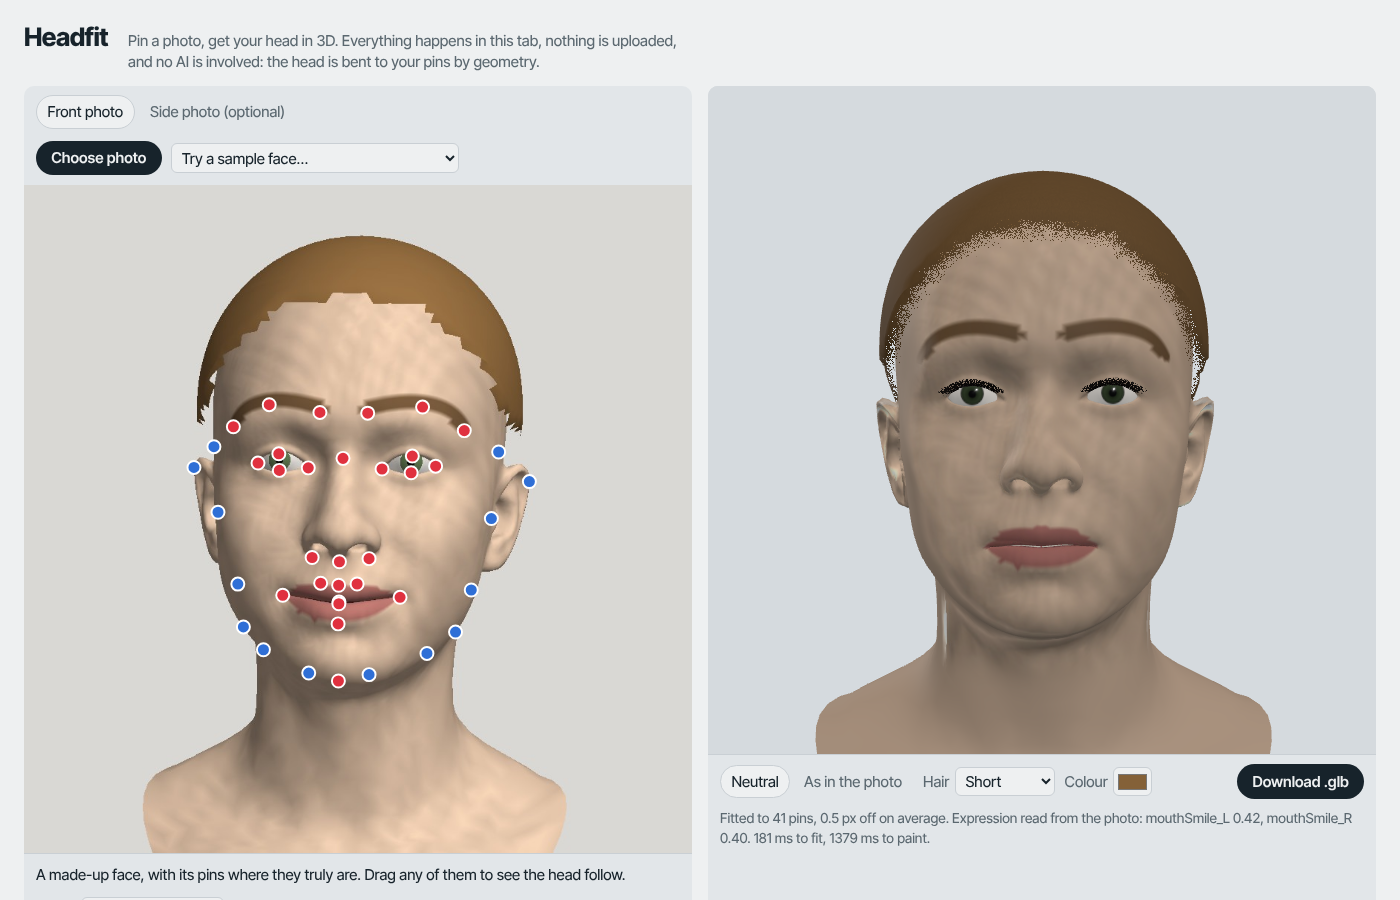 Headfit
Pin a photo, get your head in 3D. Everything happens in this tab, nothing is uploaded,
and no AI is involved: the head is bent to your pins by geometry.
Front photo
Side photo (optional)
Choose photo
Try a sample face...
A made-up face, with its pins where they truly are. Drag any of them to see the head follow.
Neutral
As in the photo
Hair
Short
Colour
Download .glb
Fitted to 41 pins, 0.5 px off on average. Expression read from the photo: mouthSmile_L 0.42, mouthSmile_R
0.40. 181 ms to fit, 1379 ms to paint.